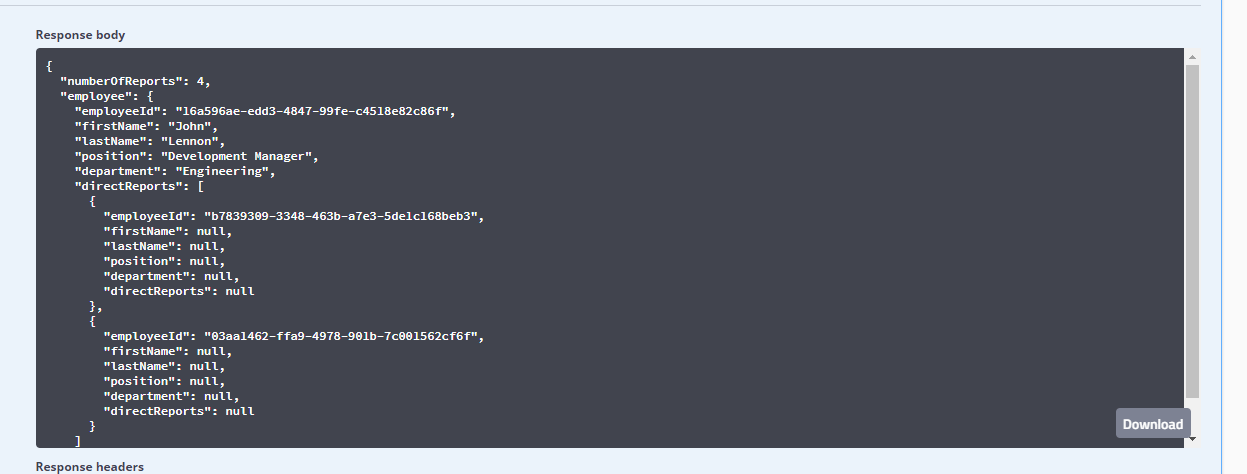 Response body
{
"numberOfReports": 4,
"employee": {
"employeeId": "16a596ae-edd3-4847-99fe-c4518e82c86f",
"firstName": "John",
"lastName": "Lennon",
"position": "Development Manager",
"department": "Engineering",
"directReports": [
{
"employeeId": "b7839309-3348-463b-a7e3-5de1c168beb3",
"firstName": null,
"lastName": null,
"position": null,
"department": null,
"directReports": null
},
{
"employeeId": "03aa1462-ffa9-4978-901b-7c001562cf6f",
"firstName": null,
"lastName": null,
"position": null,
"department": null,
"directReports": null
}
]
Download
Response headers